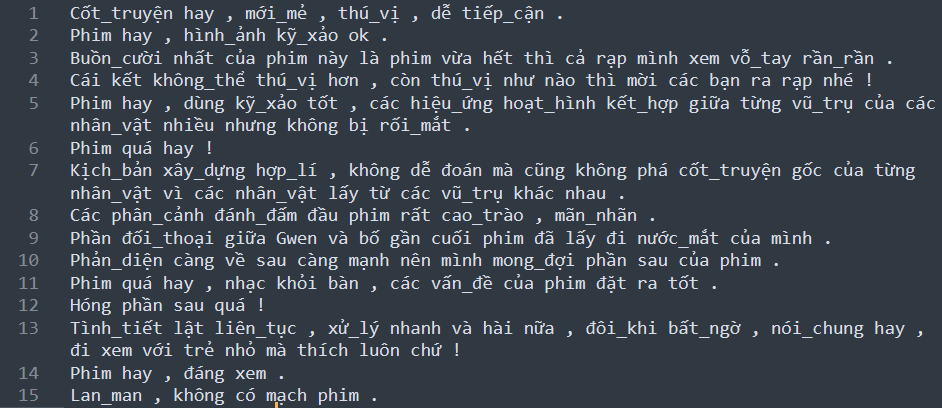 1 Cốt_truyện hay , mới_mẻ , thú_vị , dễ tiếp_cận .
2 Phim hay , hình_ảnh kỹ_xảo ok .
3 Buồn_cười nhất của phim này là phim vừa hết thì cả rạp mình xem vỗ_tay rần_rần .
4 Cái kết không_thể thú_vị hơn , còn thú_vị như nào thì mời các bạn ra rạp nhé !
5 Phim hay , dùng kỹ_xảo tốt , các hiệu_ứng hoạt_hình kết_hợp giữa từng vũ_trụ của các
nhân_vật nhiều nhưng không bị rối_mắt .
6 Phim quá hay !
7 Kịch_bản xây_dựng hợp_lí , không dễ đoán mà cũng không phá cốt_truyện gốc của từng
nhân_vật vì các nhân_vật lấy từ các vũ_trụ khác nhau .
8 Các phân_cảnh đánh_đấm đầu phim rất cao_trào , mãn_nhãn .
9 Phần đối_thoại giữa Gwen và bố gần cuối phim đã lấy đi nước_mắt của mình .
10 Phản_diện càng về sau càng mạnh nên mình mong_đợi phần sau của phim .
11 Phim quá hay , nhạc khỏi bàn , các vấn_đề của phim đặt ra tốt .
12 Hóng phần sau quá !
13 Tình_tiết lật liên_tục , xử_lý nhanh và hài nữa , đôi_khi bất_ngờ , nói_chung hay ,
đi xem với trẻ nhỏ mà thích luôn chứ !
14 Phim hay , đáng xem .
15 Lan_man , không có mạch phim .